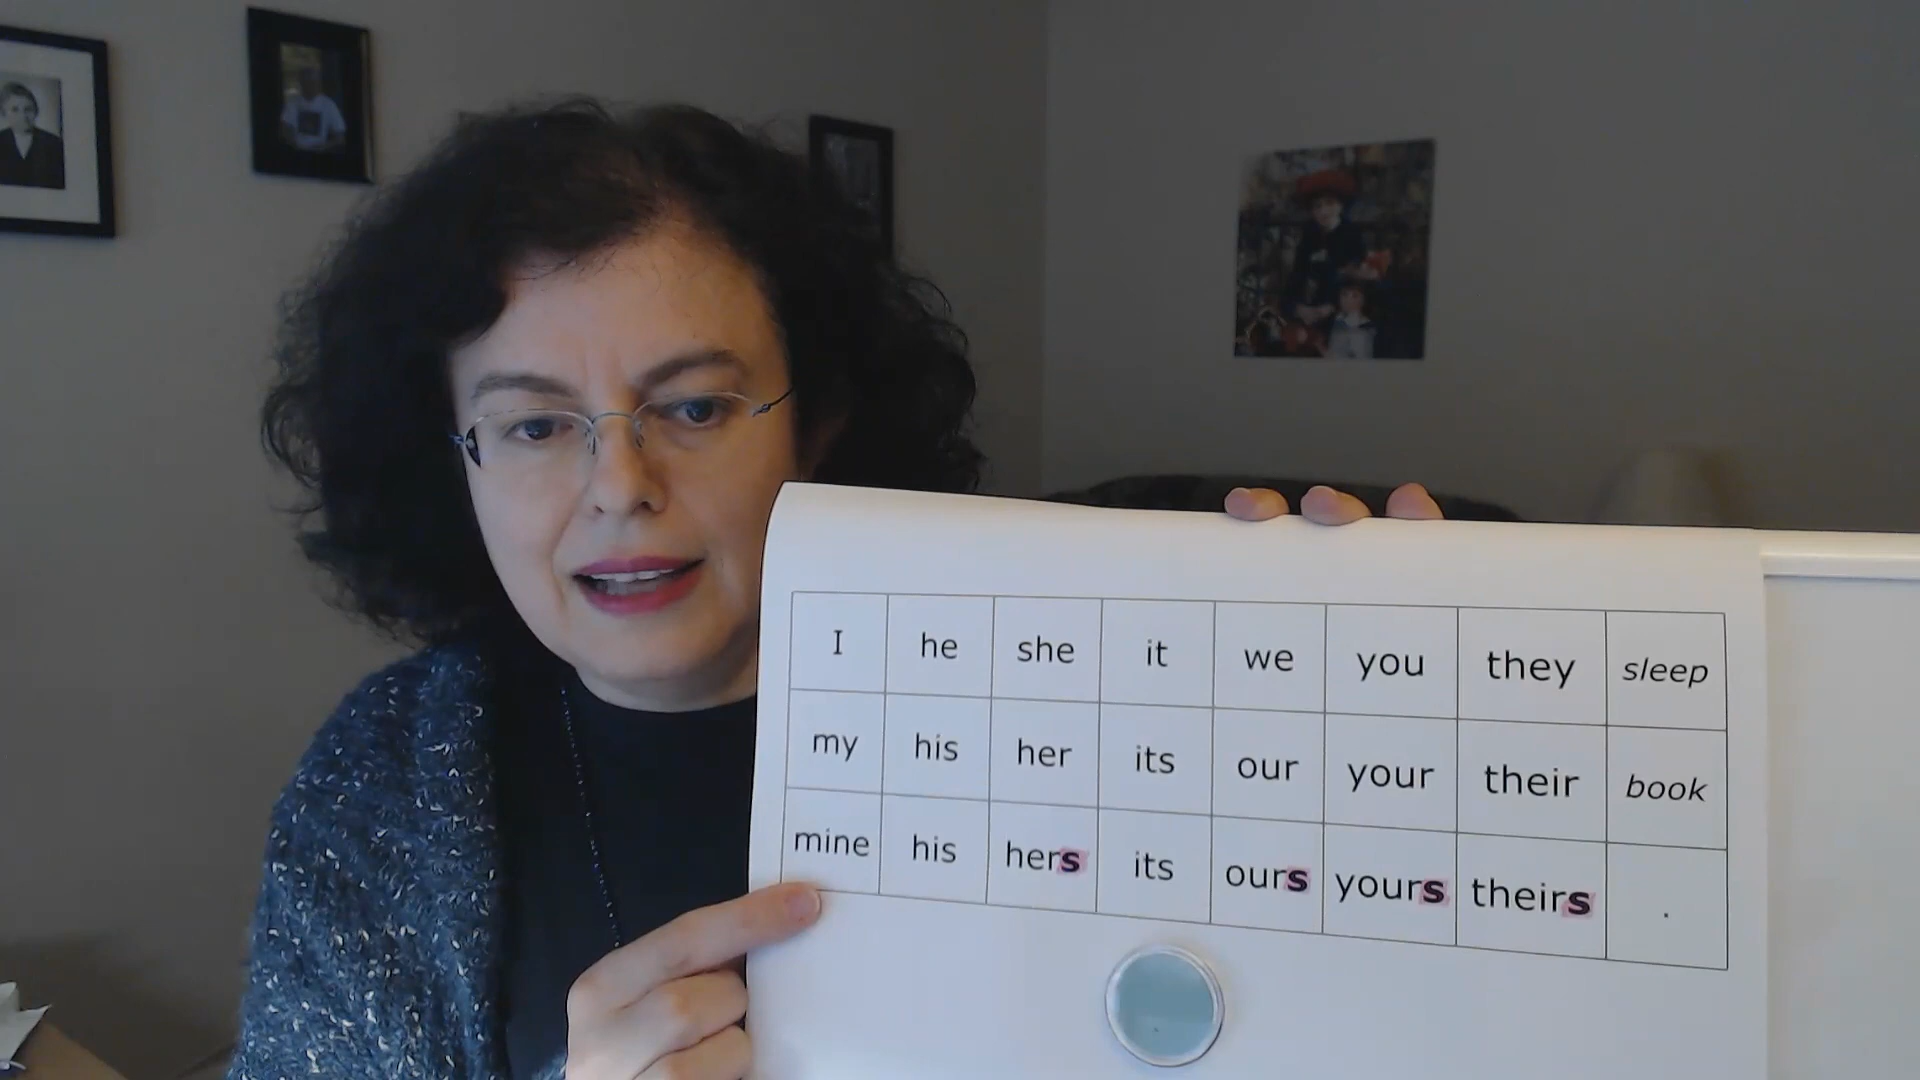 I he she it we you they sleep
my his her its our your their book
mine his hers its ours yours theirs .